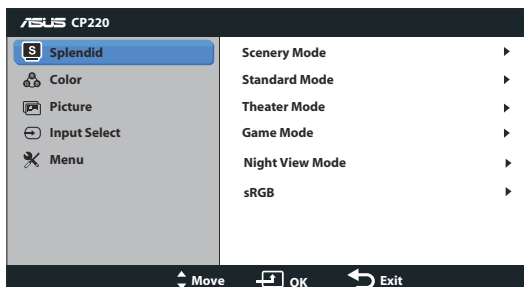 ASUS CP220
S Splendid
Color
Picture
Input Select
Menu
Scenery Mode
Standard Mode
Theater Mode
Game Mode
Night View Mode
sRGB
Move OK Exit